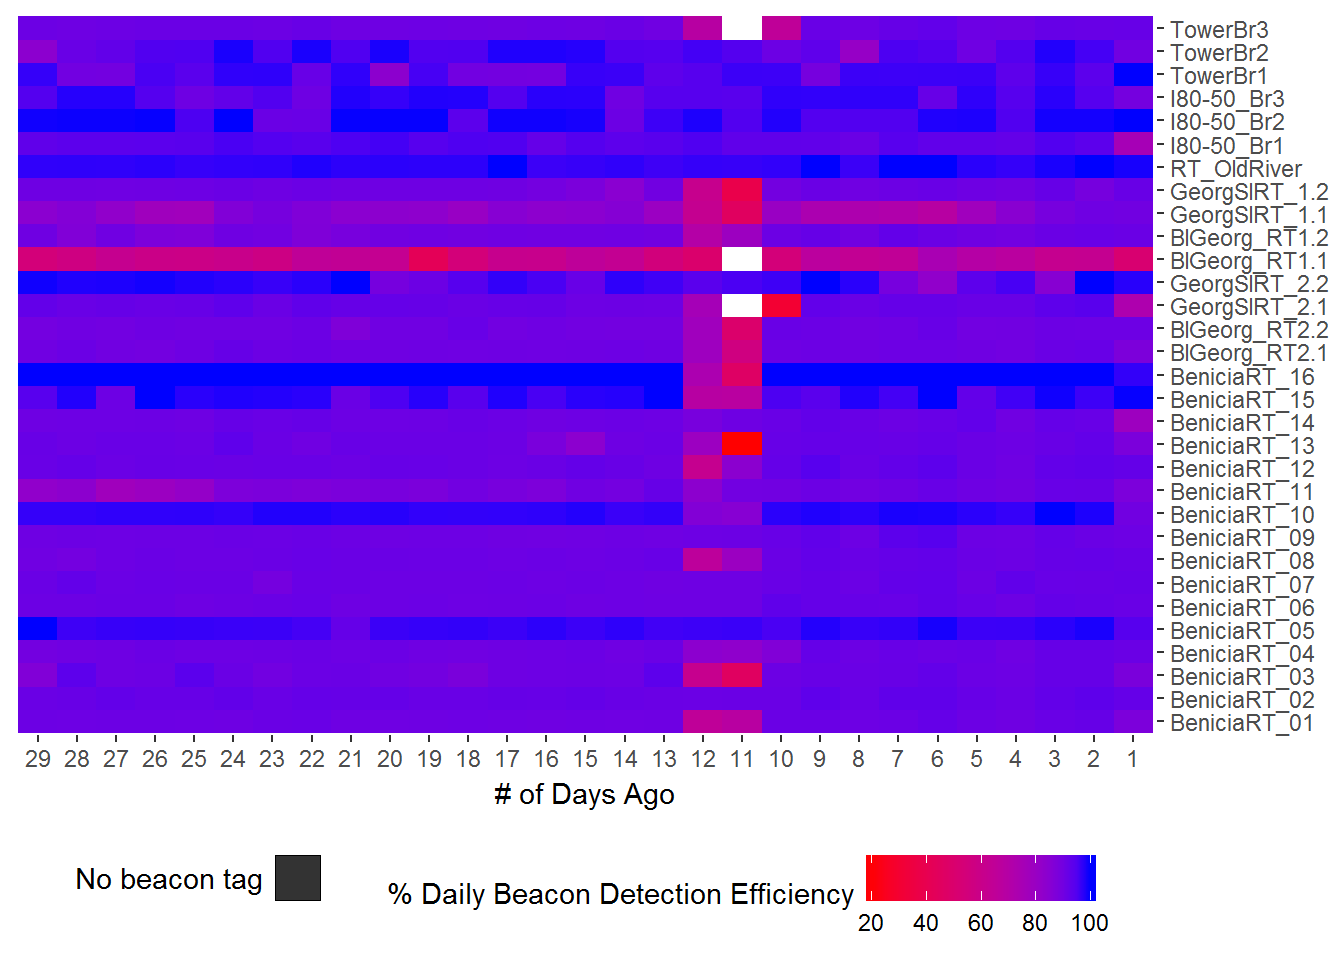 TowerBr3
TowerBr2
TowerBr1
I80-50_Br3
I80-50_Br2
I80-50_Br1
RT_OldRiver
GeorgSlRT_1.2
GeorgSlRT_1.1
BlGeorg_RT1.2
BlGeorg_RT1.1
GeorgSlRT_2.2
GeorgSlRT_2.1
BlGeorg_RT2.2
BlGeorg_RT2.1
BeniciaRT_16
BeniciaRT_15
BeniciaRT_14
BeniciaRT_13
BeniciaRT_12
BeniciaRT_11
BeniciaRT_10
BeniciaRT_09
BeniciaRT_08
BeniciaRT_07
BeniciaRT_06
BeniciaRT_05
BeniciaRT_04
BeniciaRT_03
BeniciaRT_02
BeniciaRT_01
29 28 27 26 25 24 23 22 21 20 19 18 17 16 15 14 13 12 11 10 9 8 7 6 5 4 3 2 1
# of Days Ago
No beacon tag
% Daily Beacon Detection Efficiency
20 40 60 80 100